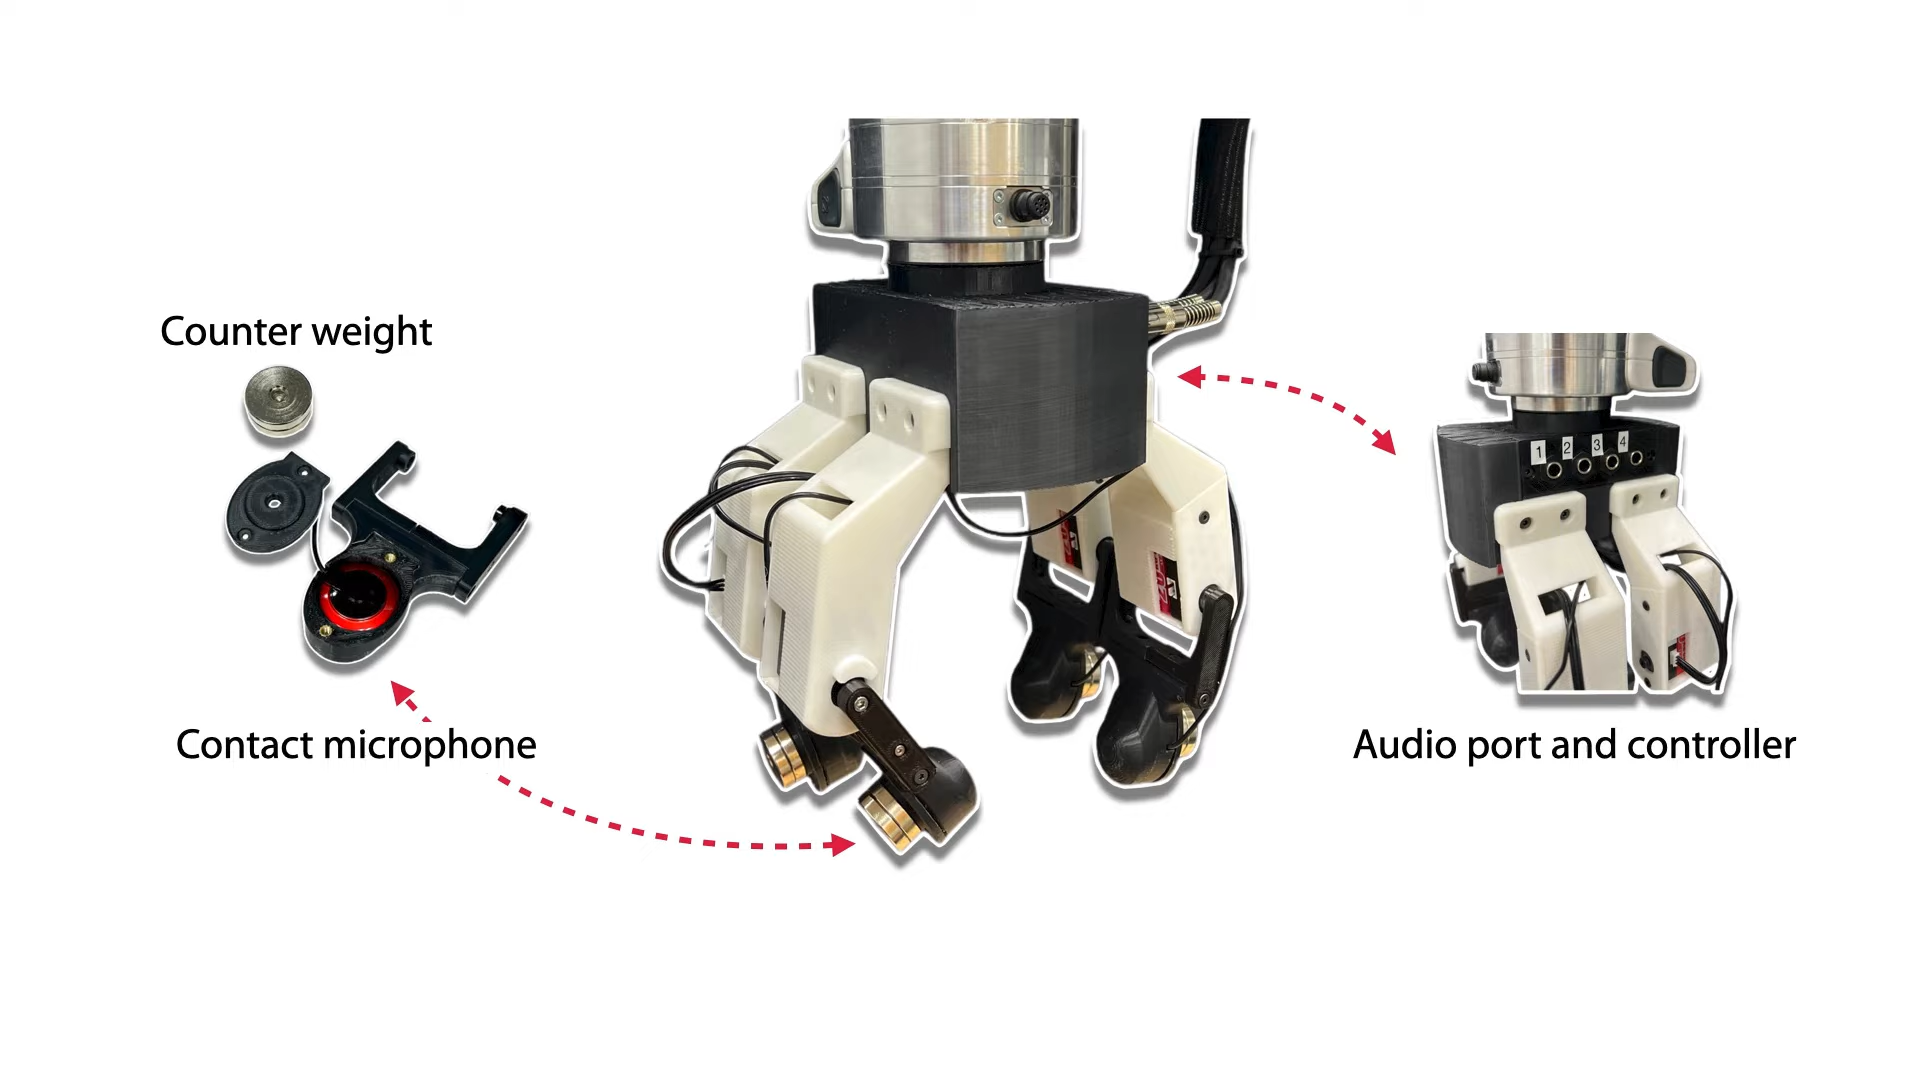 Counter weight
Contact microphone
1 2 3 4
Audio port and controller